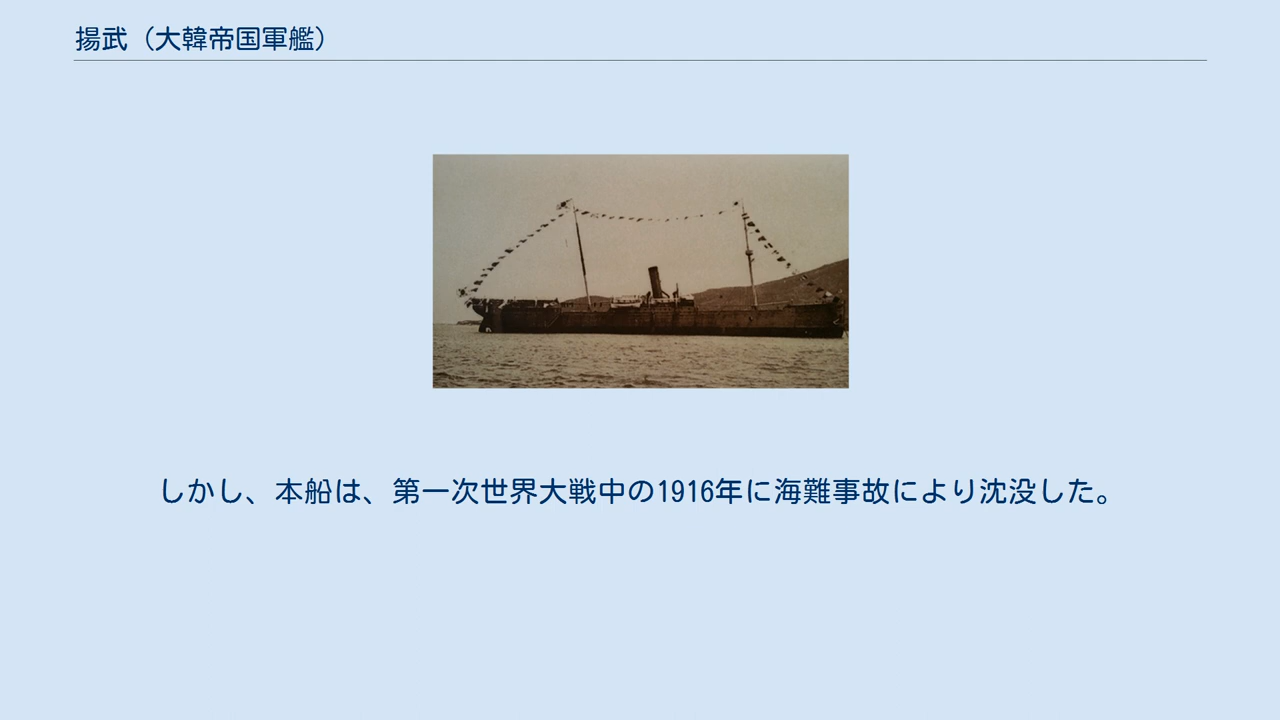 揚武（大韓帝国軍艦）
しかし、本船は、第一次世界大戦中の1916年に海難事故により沈没した。